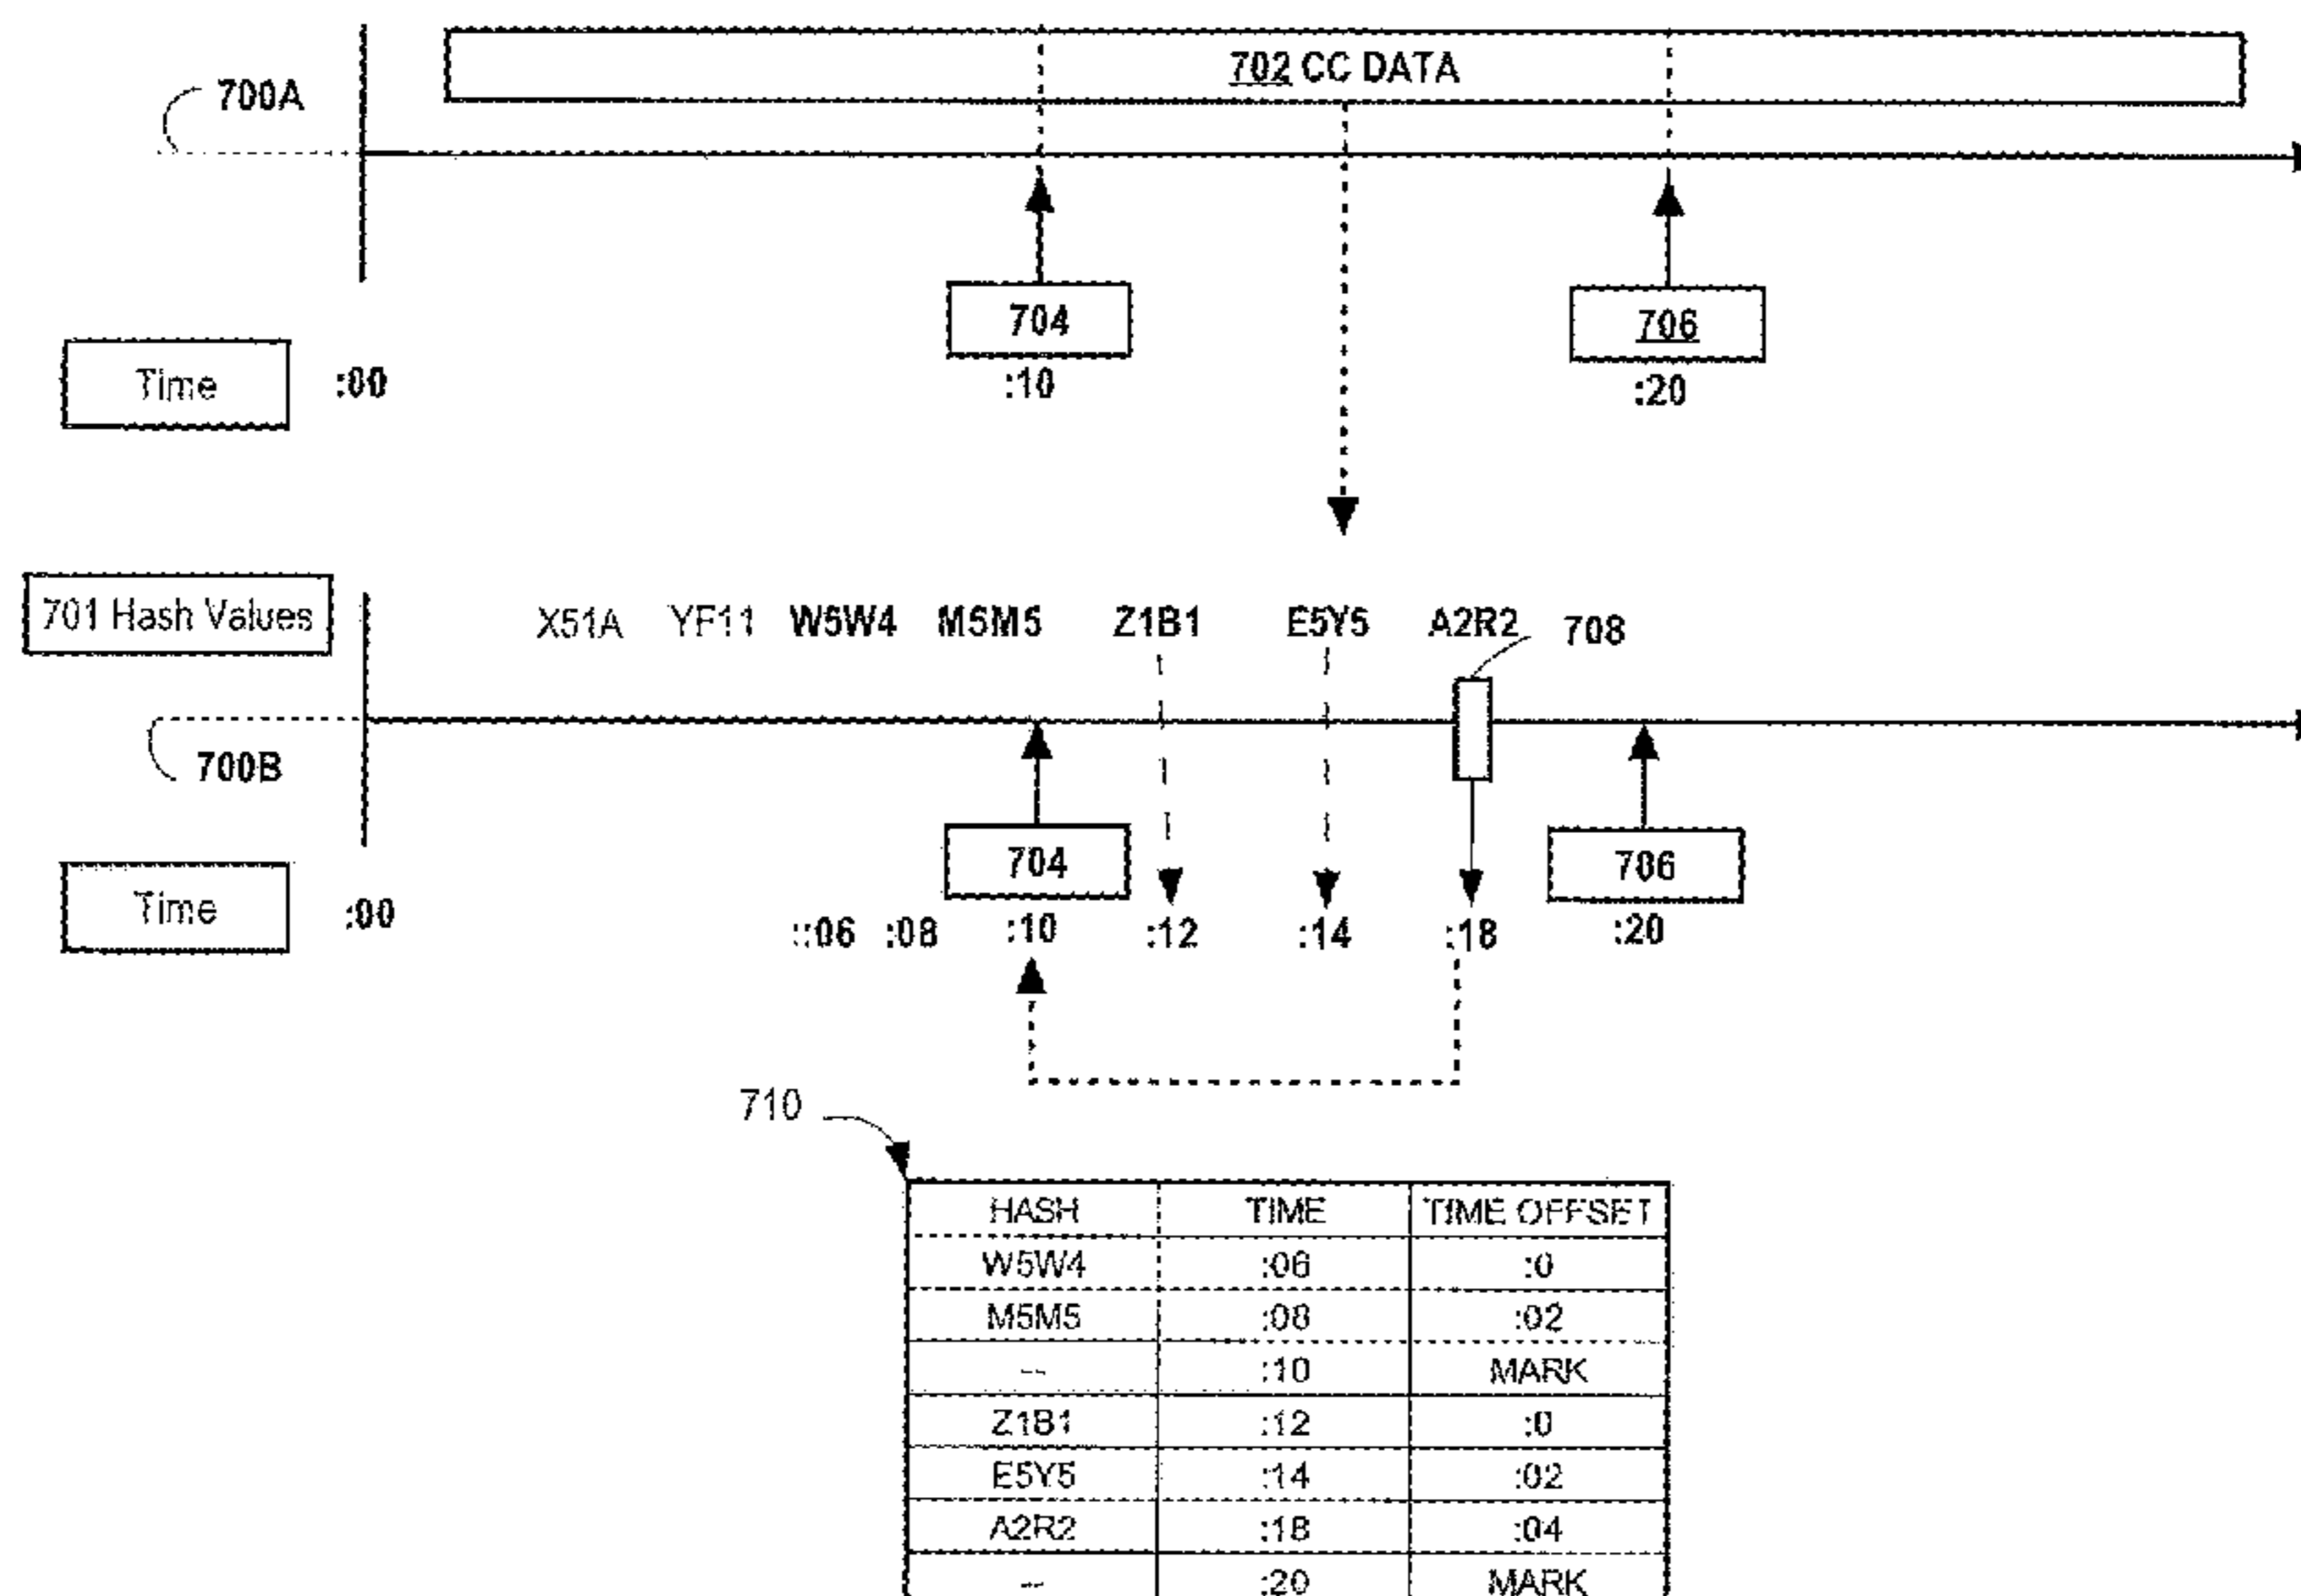 702 CC DATA
700A
704
706
Time :00 :10 :20
701 Hash Values X51A YF11 W5W4 M5M5 Z1B1 E5Y5 A2R2 708
700B
704 706
Time :00 ::06 :08 :10 :12 :14 :18 :20
710
HASH TIME TIME OFFSET
W5W4 :06 :0
M5M5 :08 :02
-- :10 MARK
Z1B1 :12 :0
E5Y5 :14 :02
A2R2 :18 :04
-- :20 MARK